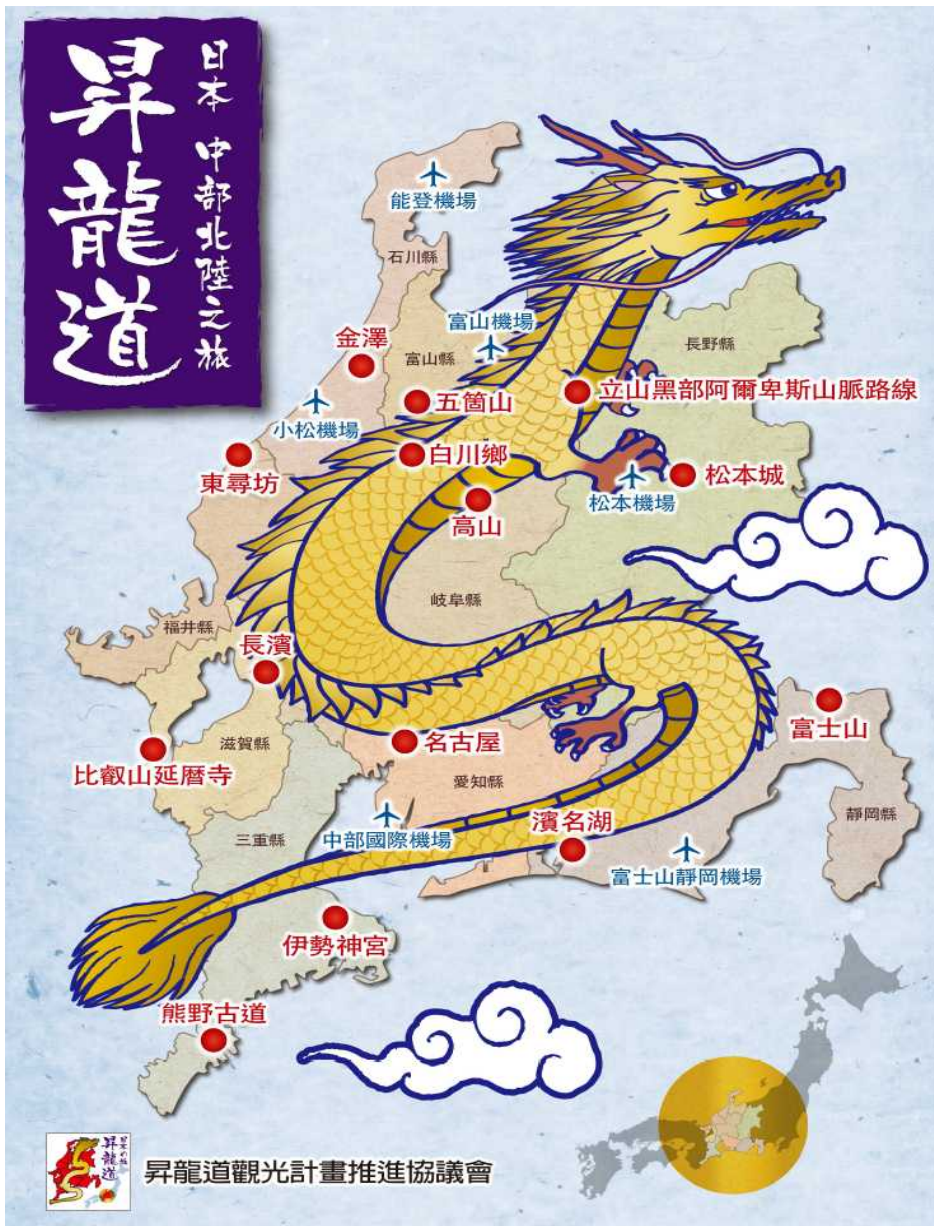 昇龍道
日本 中部北陸之旅
能登機場
石川縣
富山機場
金澤
富山縣
長野縣
五箇山
立山黑部阿爾卑斯山脈路線
小松機場
白川鄉
東尋坊
松本城
松本機場
高山
岐阜縣
福井縣
長濱
富士山
名古屋
滋賀縣
比叡山延曆寺
愛知縣
靜岡縣
濱名湖
三重縣
中部國際機場
富士山靜岡機場
伊勢神宮
熊野古道
昇龍道
昇龍道觀光計畫推進協議會